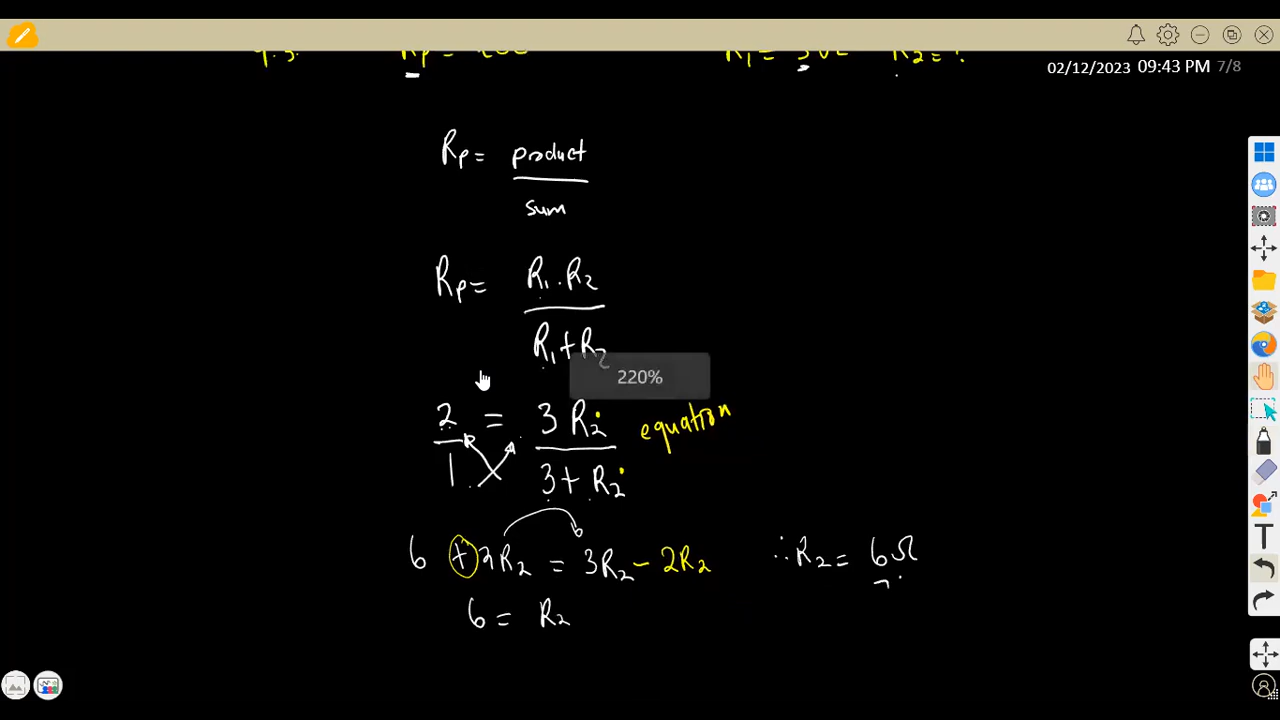 02/12/2023 09:43 PM 7/8
Rp= product
sum
Rp= R1.R2
R1+R2
220%
2 = 3 R2 equation
1 3+ R2
6 +2R2 = 3R2 - 2R2 ∴R2= 6Ω
6 = R2